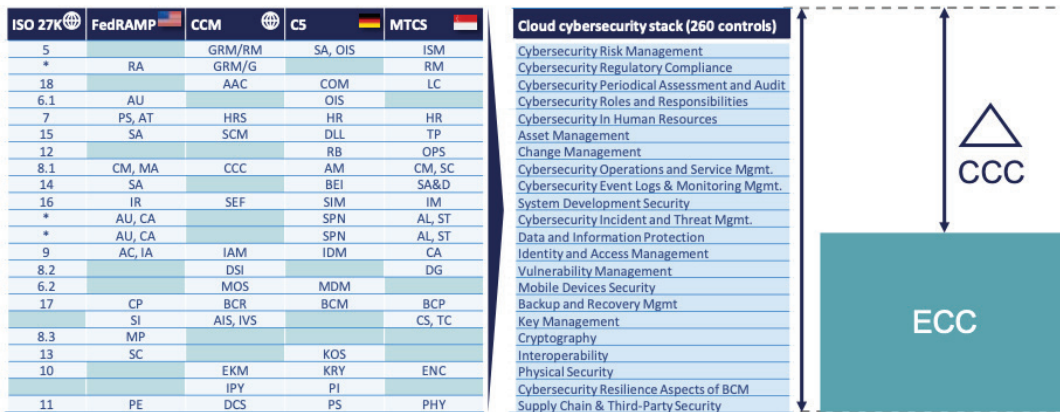 ISO 27K FedRAMP CCM C5 MTCS
5 GRM/RM SA, OIS ISM
* RA GRM/G RM
18 AAC COM LC
6.1 AU OIS
7 PS, AT HRS HR HR
15 SA SCM DLL TP
12 RB OPS
8.1 CM, MA CCC AM CM, SC
14 SA BEI SA&D
16 IR SEF SIM IM
* AU, CA SPN AL, ST
* AU, CA SPN AL, ST
9 AC, IA IAM IDM CA
8.2 DSI DG
6.2 MOS MDM
17 CP BCR BCM BCP
SI AIS, IVS CS, TC
8.3 MP
13 SC KOS
10 EKM KRY ENC
IPY PI
11 PE DCS PS PHY
Cloud cybersecurity stack (260 controls)
Cybersecurity Risk Management
Cybersecurity Regulatory Compliance
Cybersecurity Periodical Assessment and Audit
Cybersecurity Roles and Responsibilities
Cybersecurity In Human Resources
Asset Management
Change Management
Cybersecurity Operations and Service Mgmt.
Cybersecurity Event Logs & Monitoring Mgmt.
System Development Security
Cybersecurity Incident and Threat Mgmt.
Data and Information Protection
Identity and Access Management
Vulnerability Management
Mobile Devices Security
Backup and Recovery Mgmt
Key Management
Cryptography
Interoperability
Physical Security
Cybersecurity Resilience Aspects of BCM
Supply Chain & Third-Party Security
CCC
ECC